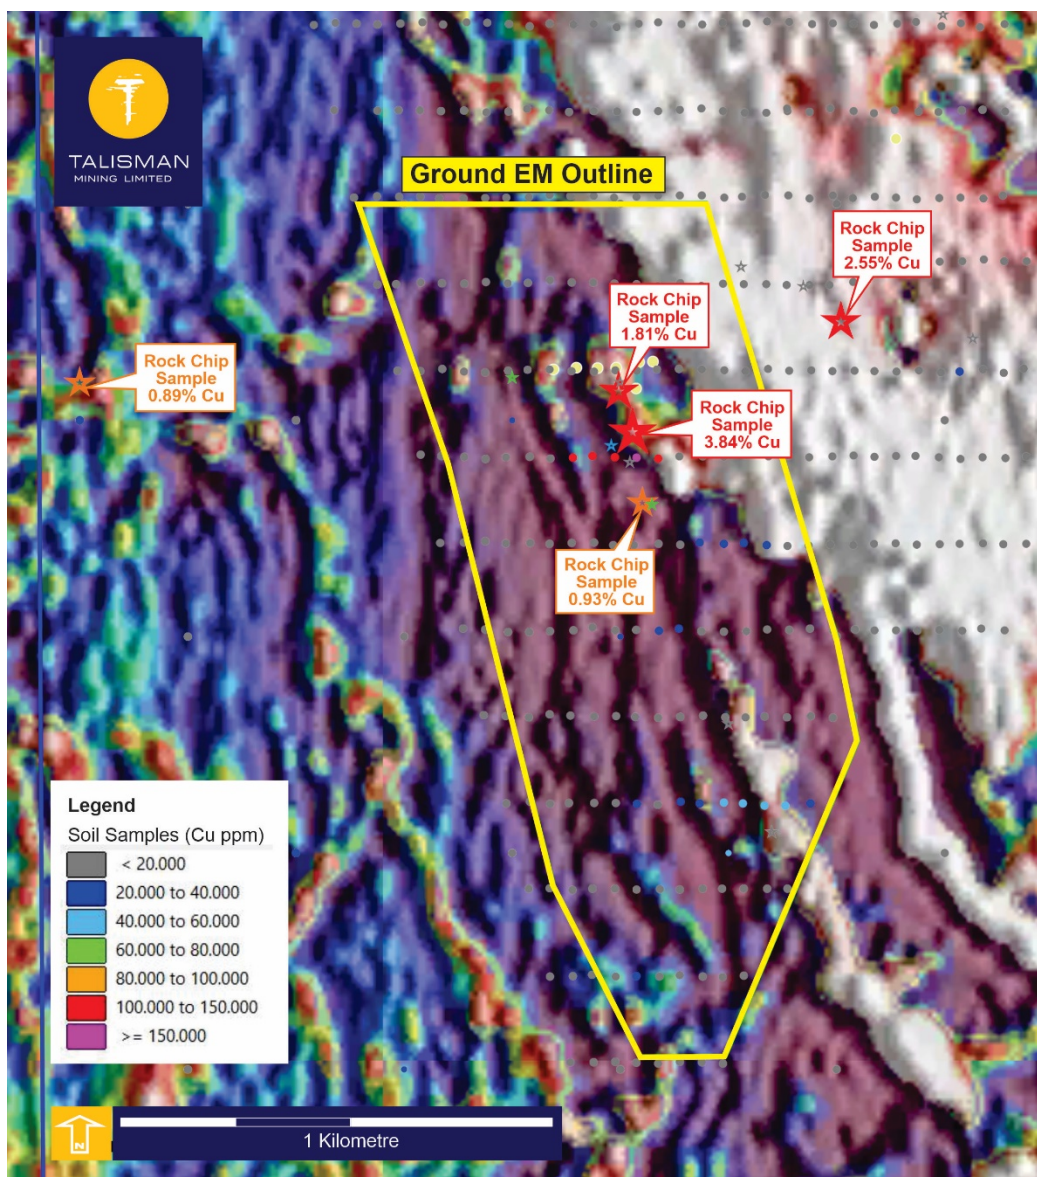 TALISMAN
MINING LIMITED
Ground EM Outline
Rock Chip
Sample
2.55% Cu
Rock Chip
Sample
1.81% Cu
Rock Chip
Sample
0.89% Cu
Rock Chip
Sample
3.84% Cu
Rock Chip
Sample
0.93% Cu
Legend
Soil Samples (Cu ppm)
< 20.000
20.000 to 40.000
40.000 to 60.000
60.000 to 80.000
80.000 to 100.000
100.000 to 150.000
>= 150.000
N
1 Kilometre